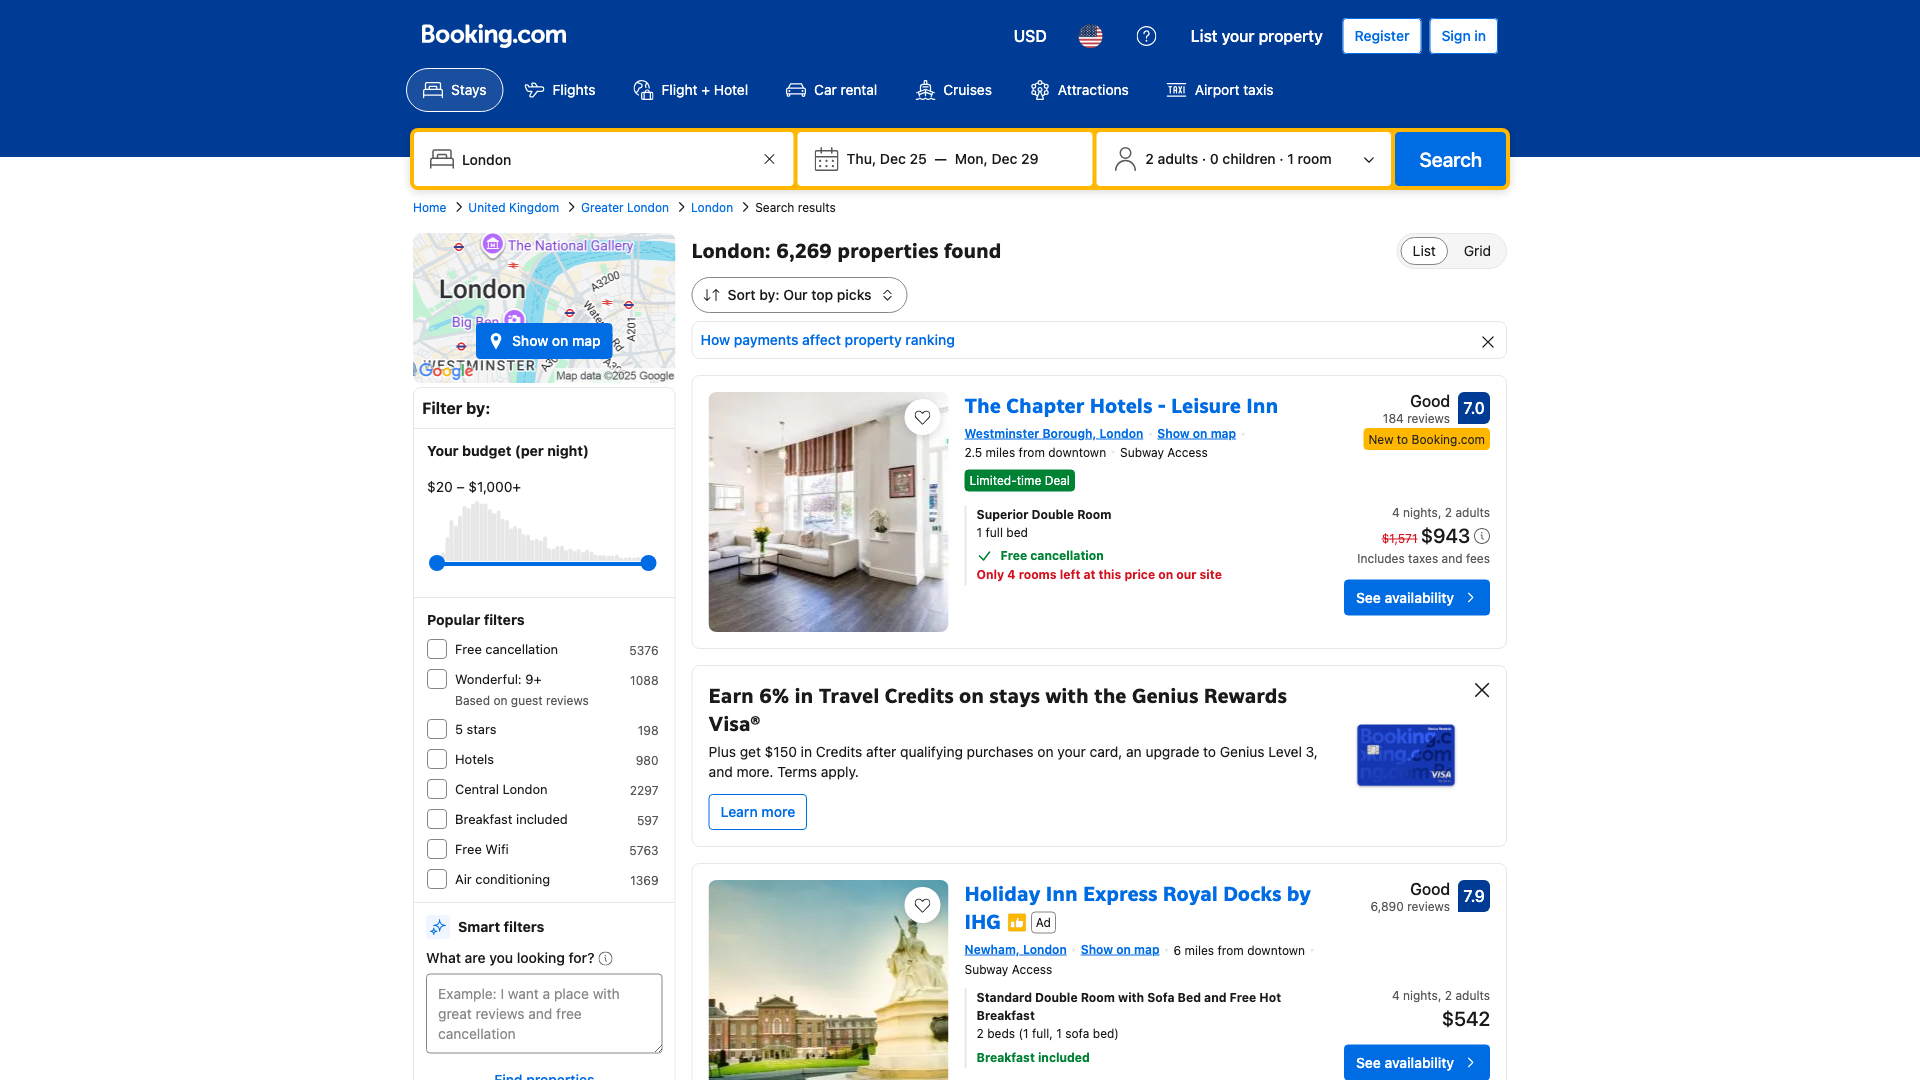 Booking.com
USD
List your property
Register
Sign in
Stays
Flights
Flight + Hotel
Car rental
Cruises
Attractions
TAXI
Airport taxis
London
Thu, Dec 25 — Mon, Dec 29
2 adults · 0 children · 1 room
Search
Home
United Kingdom
Greater London
London
Search results
The National Gallery
London
A3200
Big Ben
A201
WESTMINSTER
Show on map
Google
Map data ©2025 Google
London: 6,269 properties found
List
Grid
Sort by: Our top picks
How payments affect property ranking
Filter by:
Your budget (per night)
$20 – $1,000+
Popular filters
Free cancellation 5376
Wonderful: 9+ 1088
Based on guest reviews
5 stars 198
Hotels 980
Central London 2297
Breakfast included 597
Free Wifi 5763
Air conditioning 1369
Smart filters
What are you looking for?
Example: I want a place with
great reviews and free
cancellation
Find properties
The Chapter Hotels - Leisure Inn
Westminster Borough, London
Show on map
2.5 miles from downtown
Subway Access
Limited-time Deal
Superior Double Room
1 full bed
Free cancellation
Only 4 rooms left at this price on our site
Good
184 reviews
7.0
New to Booking.com
4 nights, 2 adults
$1,571 $943
Includes taxes and fees
See availability
Earn 6% in Travel Credits on stays with the Genius Rewards
Visa®
Plus get $150 in Credits after qualifying purchases on your card, an upgrade to Genius Level 3,
and more. Terms apply.
Learn more
VISA
Holiday Inn Express Royal Docks by
IHG
Ad
Newham, London
Show on map
6 miles from downtown
Subway Access
Standard Double Room with Sofa Bed and Free Hot
Breakfast
2 beds (1 full, 1 sofa bed)
Breakfast included
Good
6,890 reviews
7.9
4 nights, 2 adults
$542
See availability